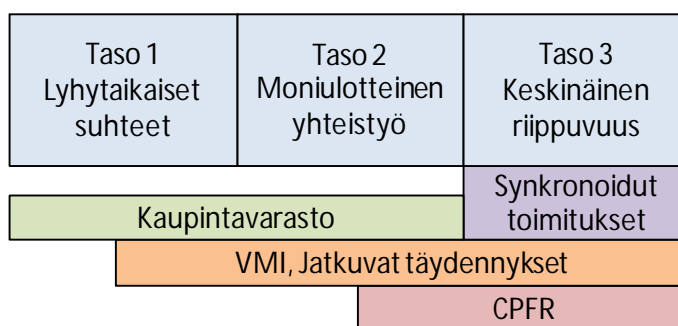 Taso 1
Lyhytaikaiset
suhteet
Taso 2
Moniulotteinen
yhteistyö
Taso 3
Keskinäinen
riippuvuus
Synkronoidut
toimitukset
Kaupintavarasto
VMI, Jatkuvat täydennykset
CPFR